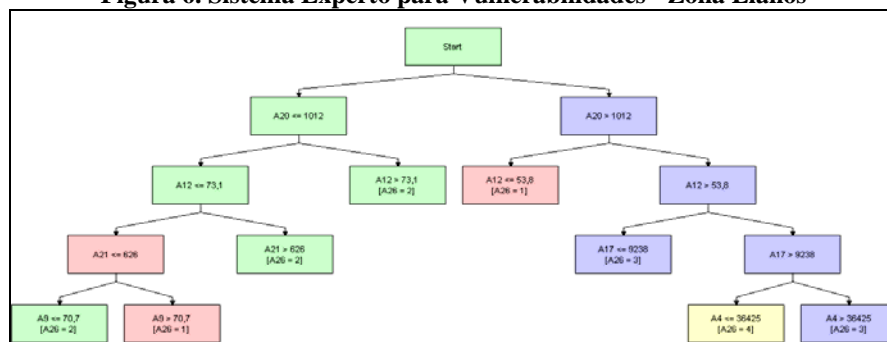 Figura 6. Sistema Experto para Vulnerabilidades - Zona Llanos
Start
A20 <= 1012
A20 > 1012
A12 <= 73,1
A12 > 73,1
[A26 = 2]
A12 <= 53,8
[A26 = 1]
A12 > 53,8
A21 <= 626
A21 > 626
[A26 = 2]
A17 <= 9238
[A26 = 3]
A17 > 9238
A9 <= 70,7
[A26 = 2]
A9 > 70,7
[A26 = 1]
A4 <= 36425
[A26 = 4]
A4 > 36425
[A26 = 3]